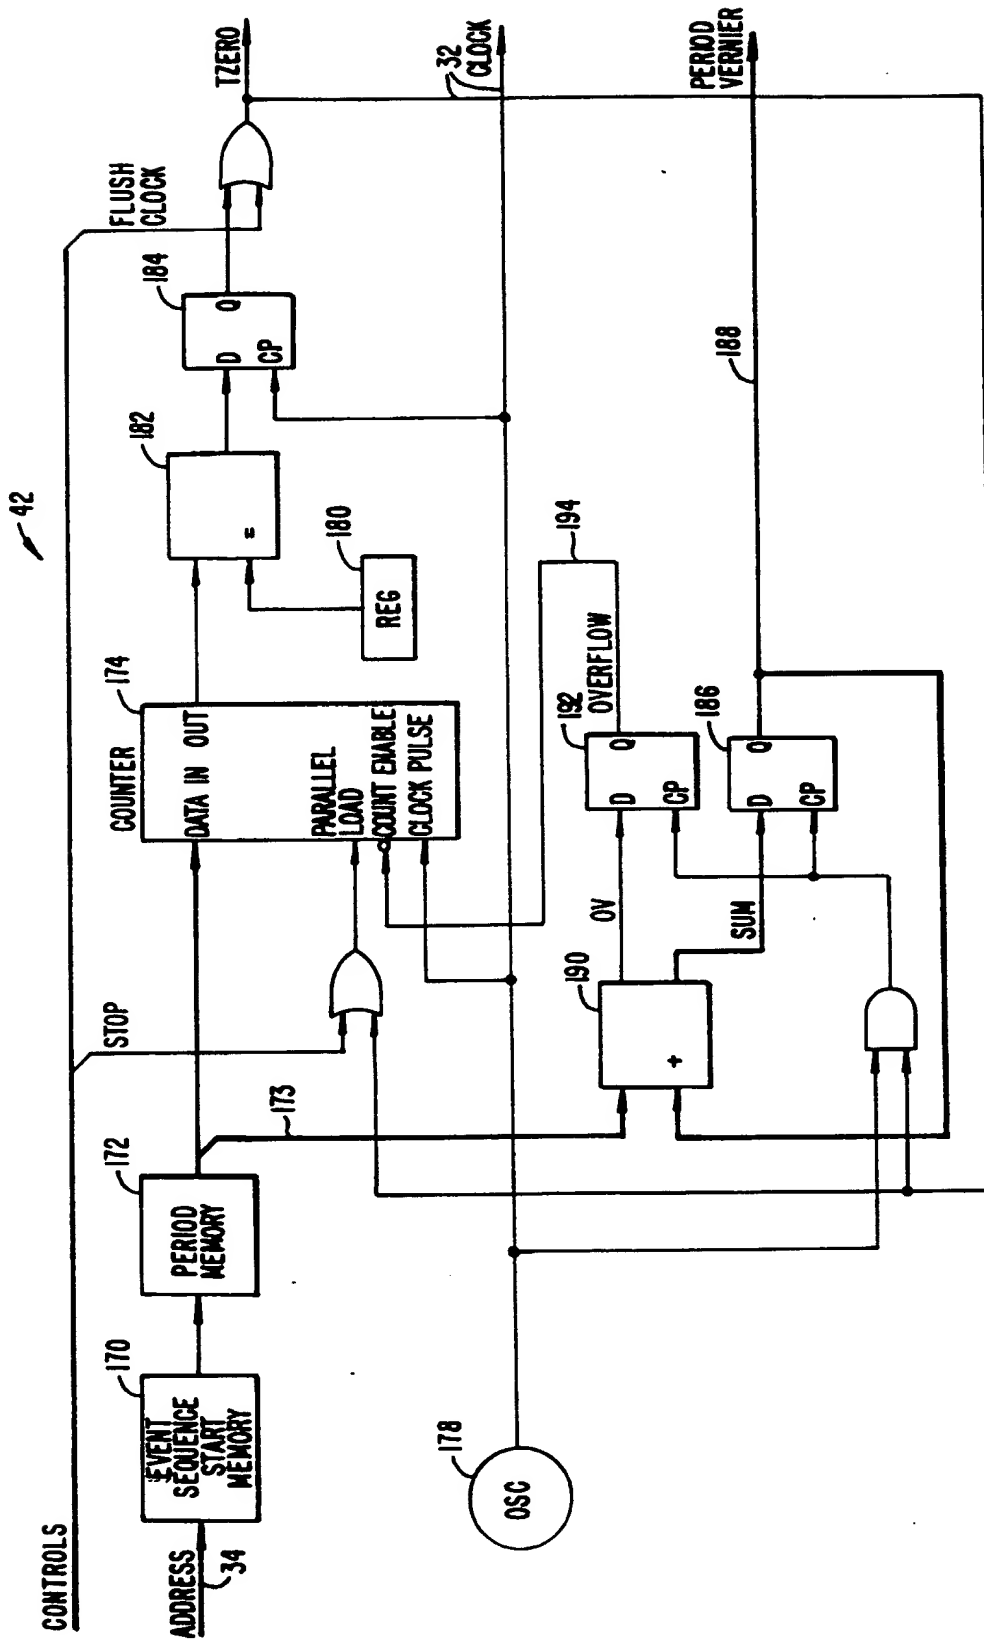 42
CONTROLS
ADDRESS
34
170
EVENT
SEQUENCE
START
MEMORY
172
PERIOD
MEMORY
173
STOP
COUNTER
174
DATA IN OUT
PARALLEL
LOAD
COUNT ENABLE
CLOCK PULSE
182
=
180
REG
184
D Q
CP
FLUSH
CLOCK
TZERO
32
CLOCK
178
OSC
190
+
OV
SUM
192
OVERFLOW
D Q
CP
194
186
D Q
CP
188
PERIOD
VERNIER